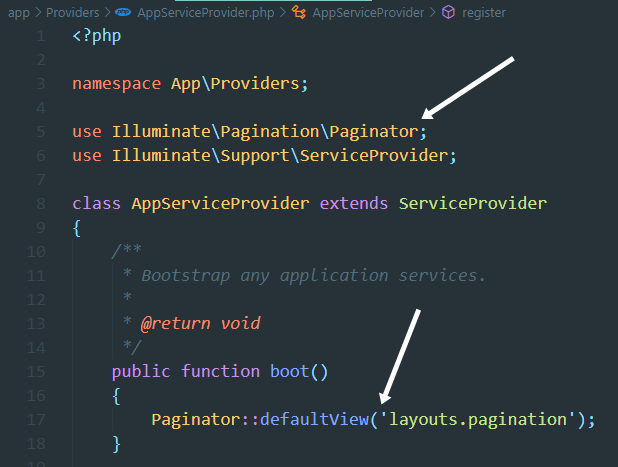 app > Providers > php AppServiceProvider.php > AppServiceProvider > register
1 <?php
2
3 namespace App\Providers;
4
5 use Illuminate\Pagination\Paginator;
6 use Illuminate\Support\ServiceProvider;
7
8 class AppServiceProvider extends ServiceProvider
9 {
10 /**
11 * Bootstrap any application services.
12 *
13 * @return void
14 */
15 public function boot()
16 {
17 Paginator::defaultView('layouts.pagination');
18 }